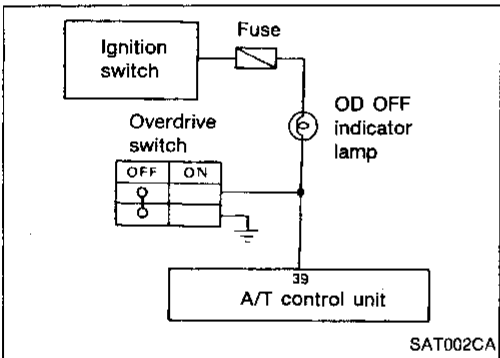 Fuse
Ignition
switch
OD OFF
indicator
lamp
Overdrive
switch
OFF ON
39
A/T control unit
SAT002CA